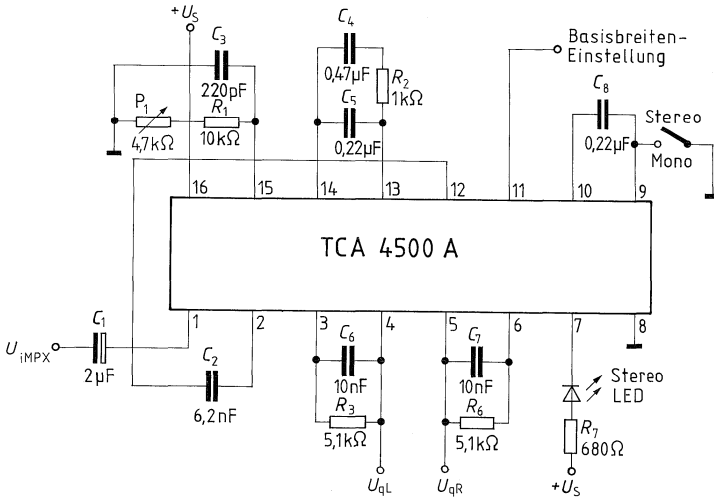 +U_S
C_3
220pF
P_1
R_1
4,7kΩ
10kΩ
C_4
0,47µF
R_2
1kΩ
C_5
0,22µF
Basisbreiten-
Einstellung
C_8
0,22µF
Stereo
Mono
16 15 14 13 12 11 10 9
TCA 4500 A
1 2 3 4 5 6 7 8
U_iMPX
C_1
2µF
C_2
6,2nF
C_6
10nF
R_3
5,1kΩ
C_7
10nF
R_6
5,1kΩ
Stereo
LED
R_7
680Ω
U_qL
U_qR
+U_S